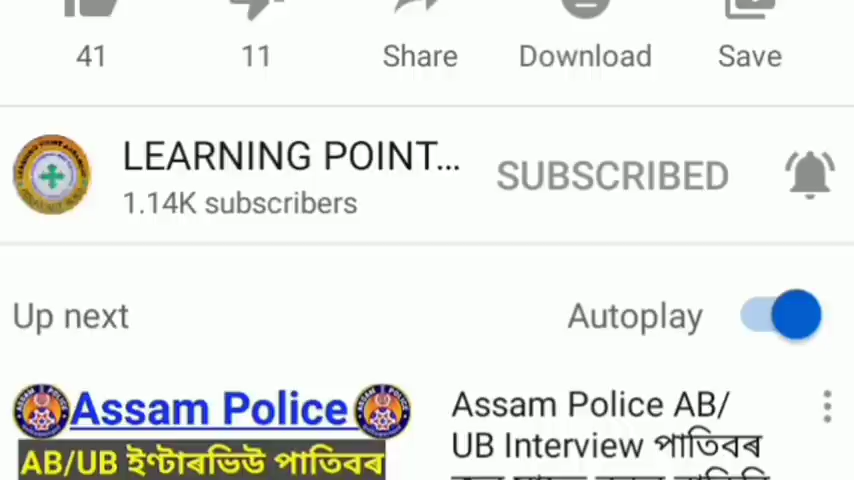 41 11 Share Download Save
LEARNING POINT...
SUBSCRIBED
1.14K subscribers
Up next
Autoplay
Assam Police
AB/UB ইণ্টাৰভিউ পাতিবৰ
Assam Police AB/
UB Interview পাতিবৰ